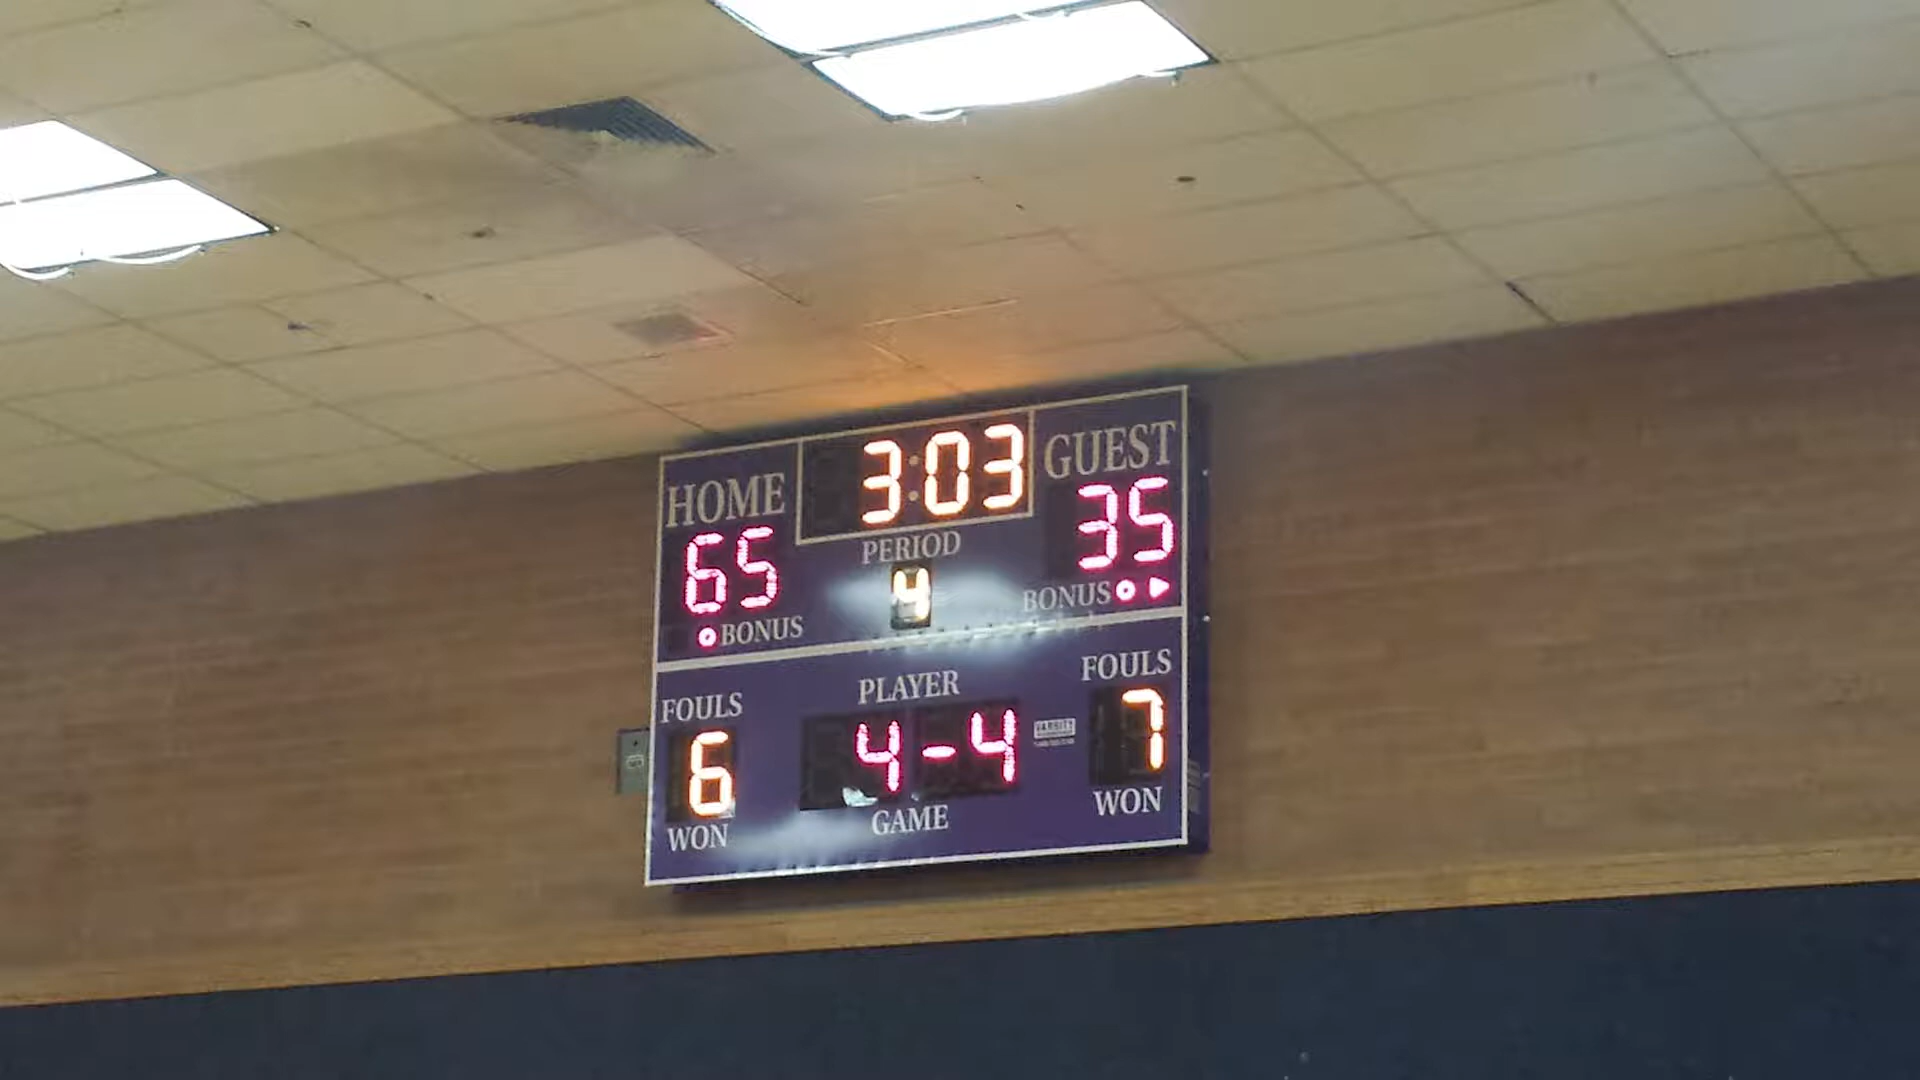 3:03
HOME
GUEST
65
35
PERIOD
4
BONUS
BONUS
FOULS
PLAYER
FOULS
6
4-4
7
VARSITY
WON
GAME
WON